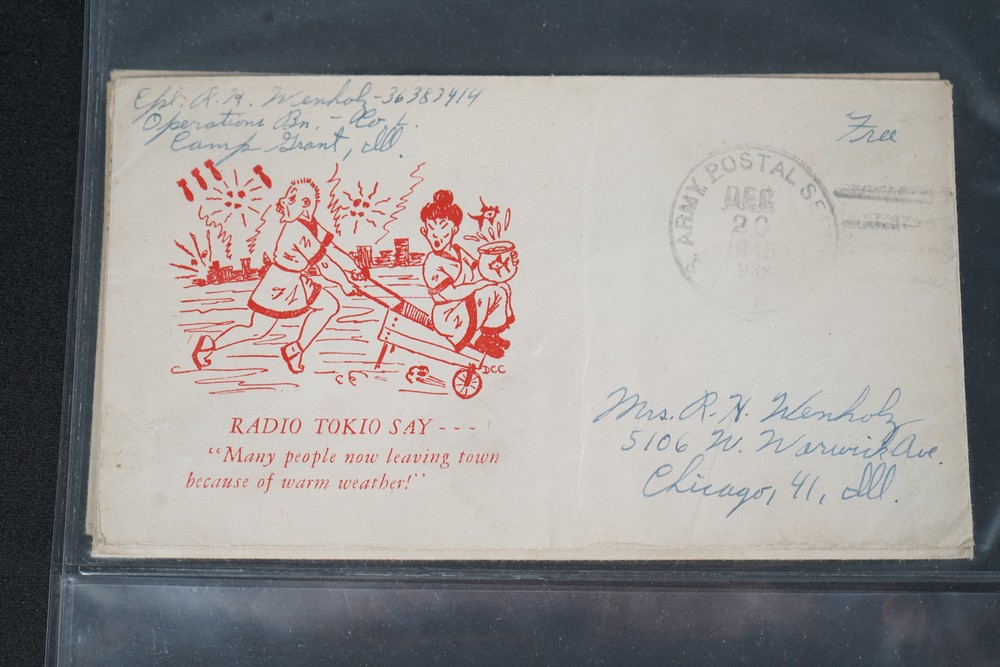 Cpl. R. H. Wenholz-36383414
Operations Bn. - Co
Camp Grant, Ill.
Free
ARMY POSTAL SE
DEC
20
1945
DCC
RADIO TOKIO SAY ---
"Many people now leaving town
because of warm weather!"
Mrs. R. H. Wenholz
5106 W. Warwick Ave.
Chicago, 41, Ill.